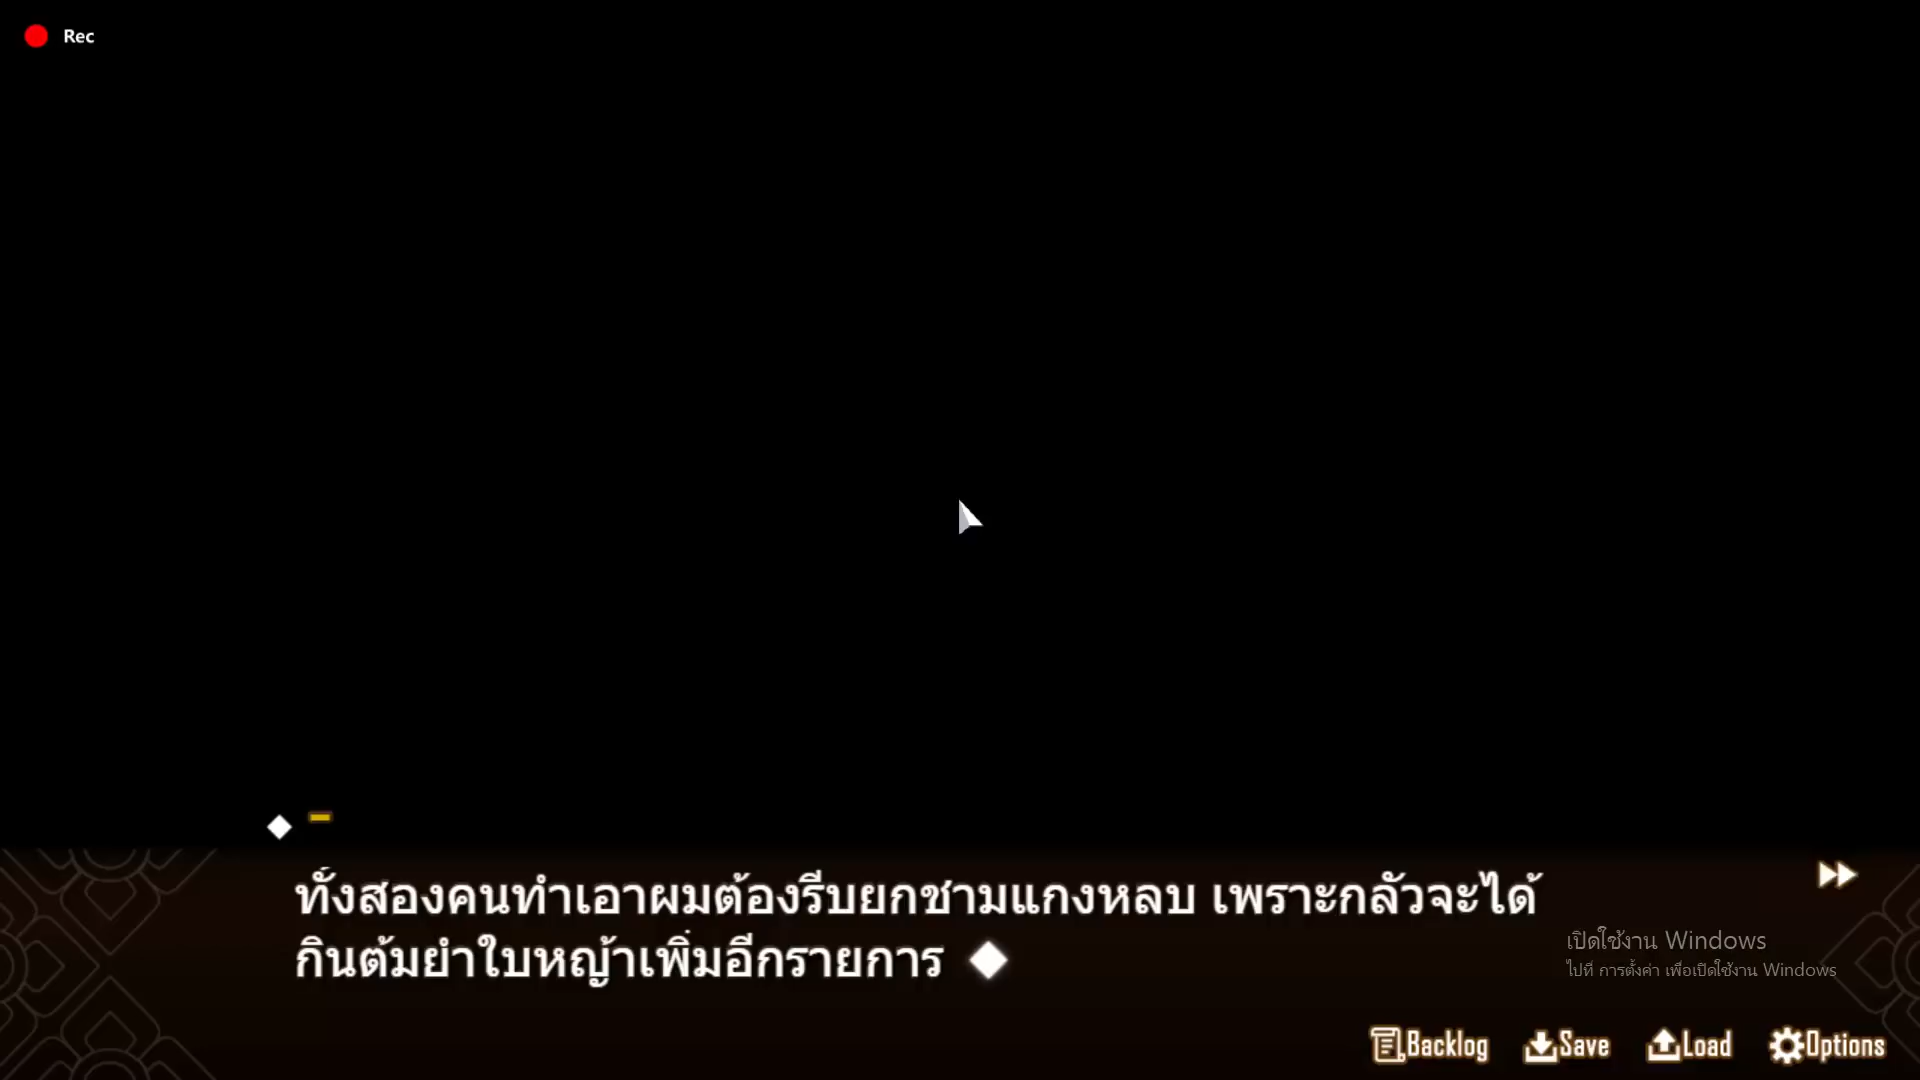 Rec
ทั้งสองคนทำเอาผมต้องรีบยกชามแกงหลบ เพราะกลัวจะได้
กินต้มยำใบหญ้าเพิ่มอีกรายการ
เปิดใช้งาน Windows
ไปที่ การตั้งค่า เพื่อเปิดใช้งาน Windows
Backlog Save Load Options